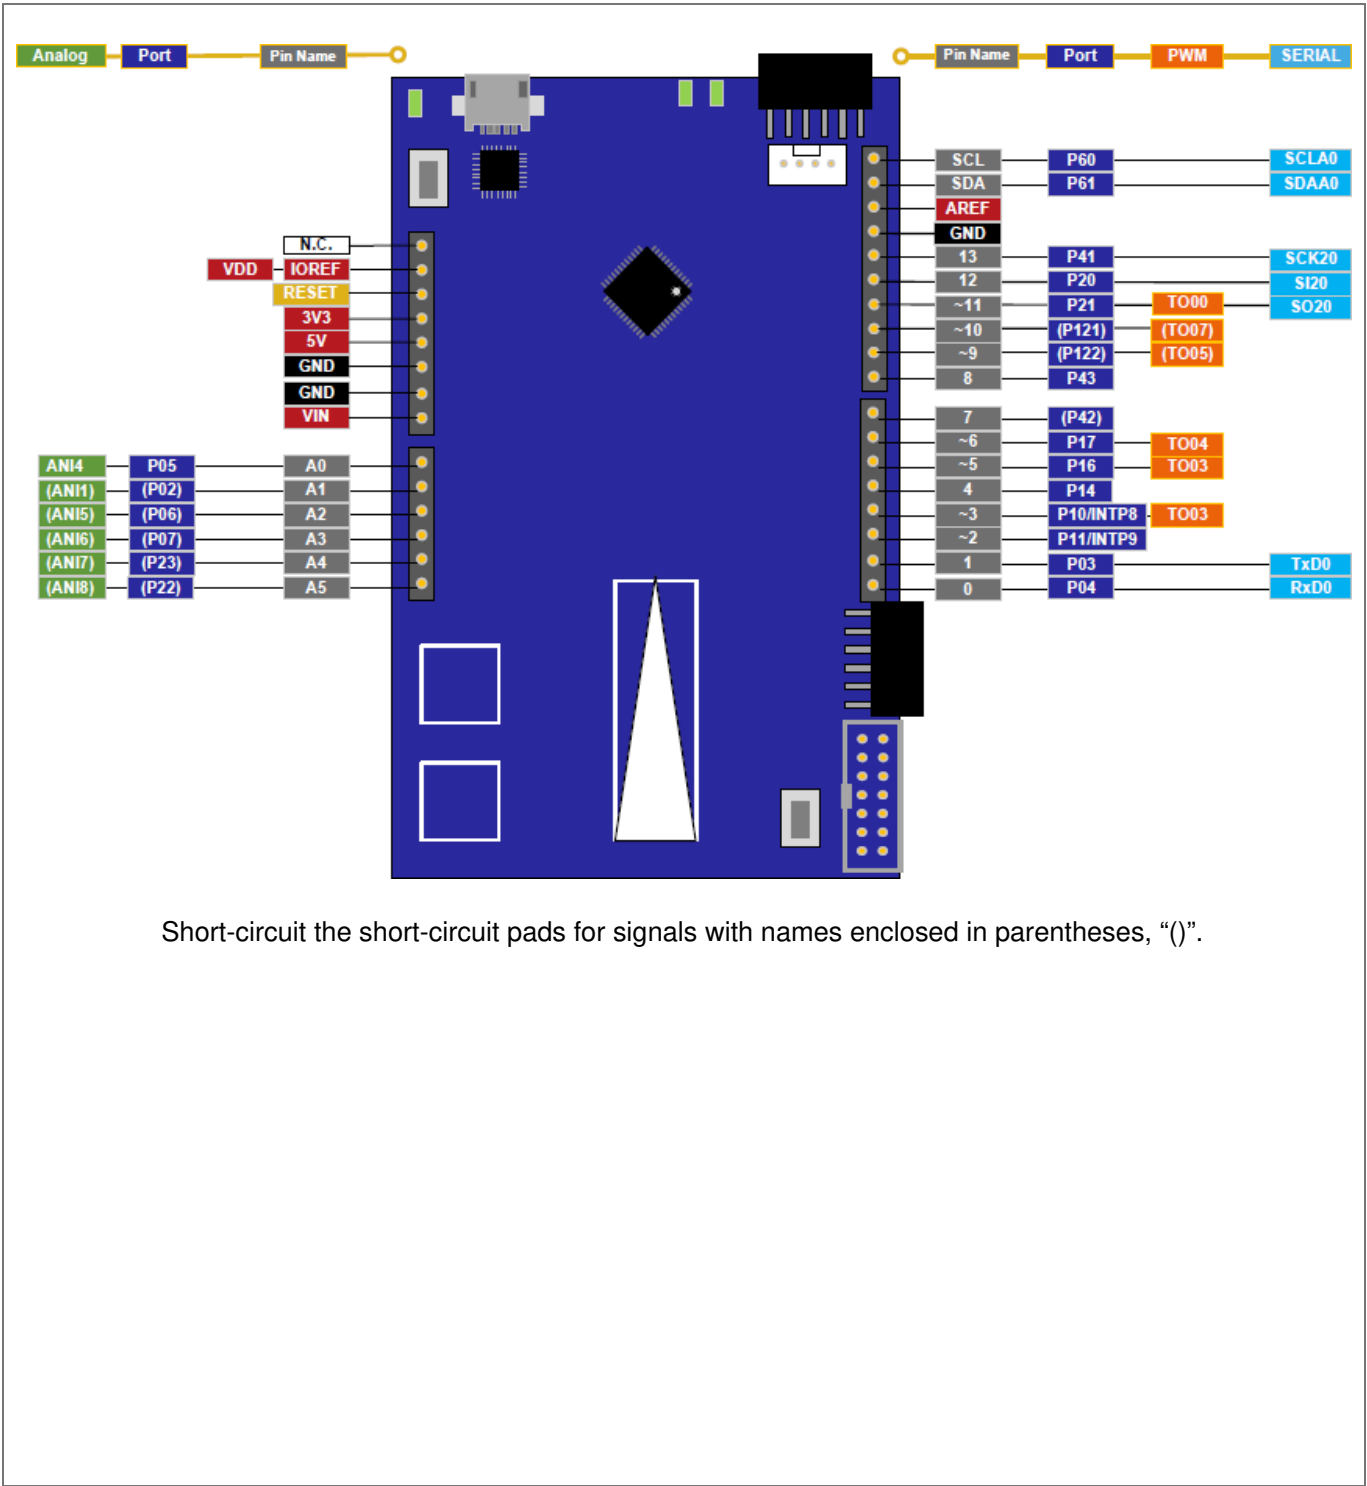 Analog Port Pin Name
Pin Name Port PWM SERIAL
N.C.
VDD IOREF
RESET
3V3
5V
GND
GND
VIN
ANI4 P05 A0
(ANI1) (P02) A1
(ANI5) (P06) A2
(ANI6) (P07) A3
(ANI7) (P23) A4
(ANI8) (P22) A5
SCL P60 SCLA0
SDA P61 SDAA0
AREF
GND
13 P41 SCK20
12 P20 SI20
~11 P21 TO00 SO20
~10 (P121) (TO07)
~9 (P122) (TO05)
8 P43
7 (P42)
~6 P17 TO04
~5 P16 TO03
4 P14
~3 P10/INTP8 TO03
~2 P11/INTP9
1 P03 TxD0
0 P04 RxD0
Short-circuit the short-circuit pads for signals with names enclosed in parentheses, “()”.